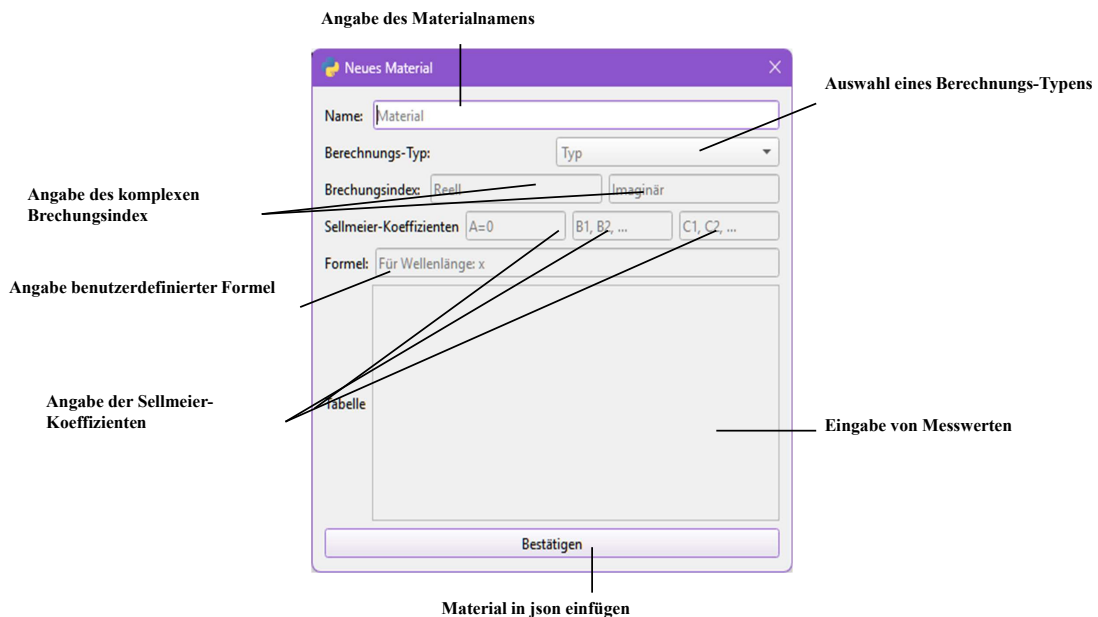 Angabe des Materialnamens
Neues Material
Auswahl eines Berechnungs-Typens
Name: Material
Berechnungs-Typ: Typ
Angabe des komplexen
Brechungsindex
Brechungsindex: Reell Imaginär
Sellmeier-Koeffizienten A=0 B1, B2, ... C1, C2, ...
Formel: Für Wellenlänge: x
Angabe benutzerdefinierter Formel
Angabe der Sellmeier-
Koeffizienten
Tabelle
Eingabe von Messwerten
Bestätigen
Material in json einfügen